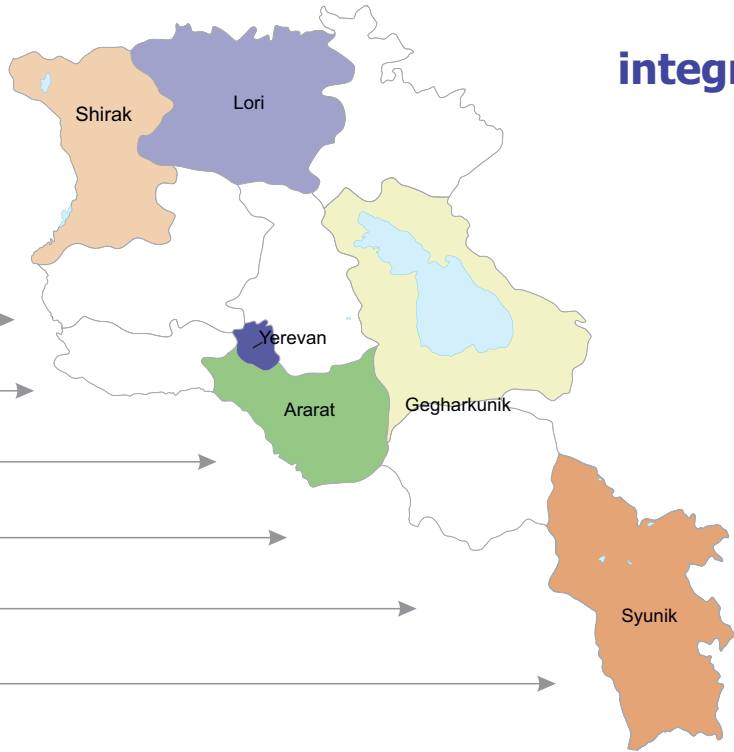 integr
Lori
Shirak
Yerevan
Gegharkunik
Ararat
Syunik